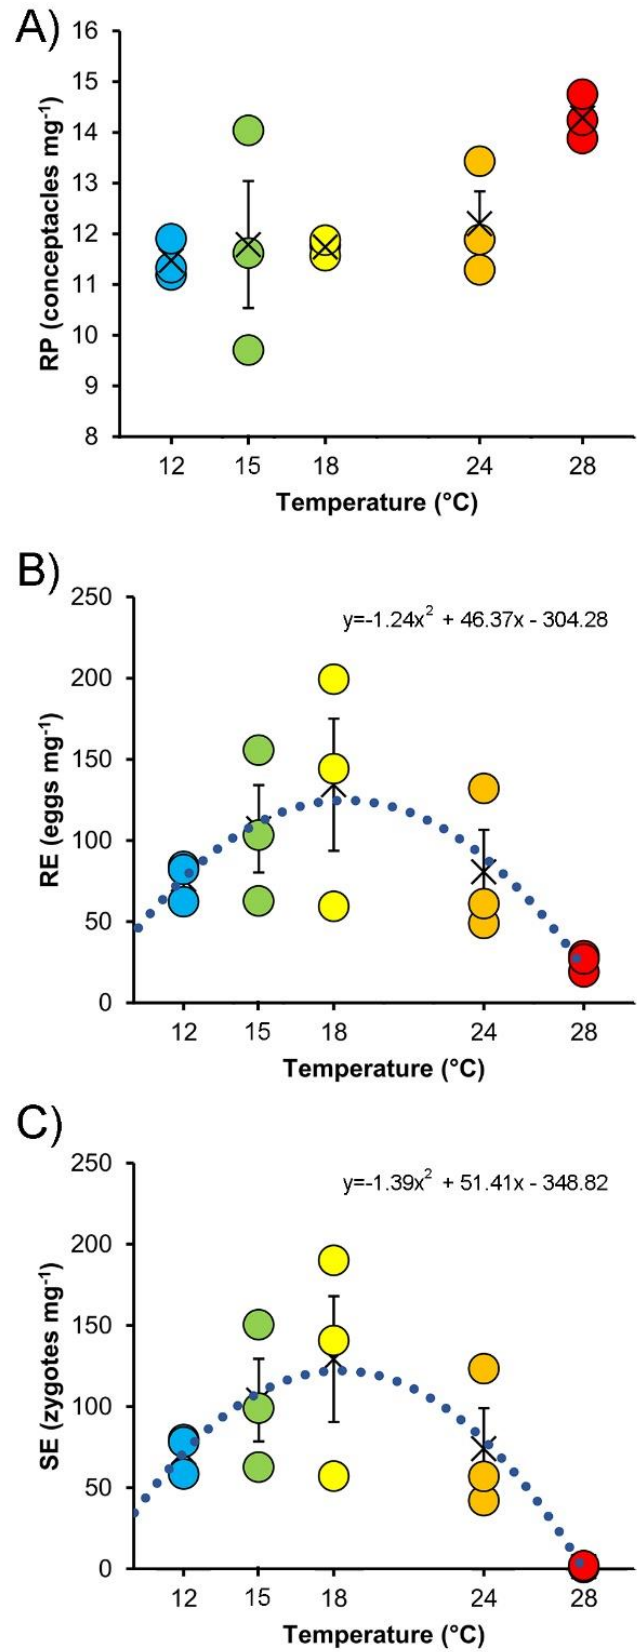 A)
RP (conceptacles mg⁻¹)
16
15
14
13
12
11
10
9
8
12 15 18 24 28
Temperature (°C)
B)
RE (eggs mg⁻¹)
250
200
150
100
50
0
y=-1.24x² + 46.37x - 304.28
12 15 18 24 28
Temperature (°C)
C)
SE (zygotes mg⁻¹)
250
200
150
100
50
0
y=-1.39x² + 51.41x - 348.82
12 15 18 24 28
Temperature (°C)